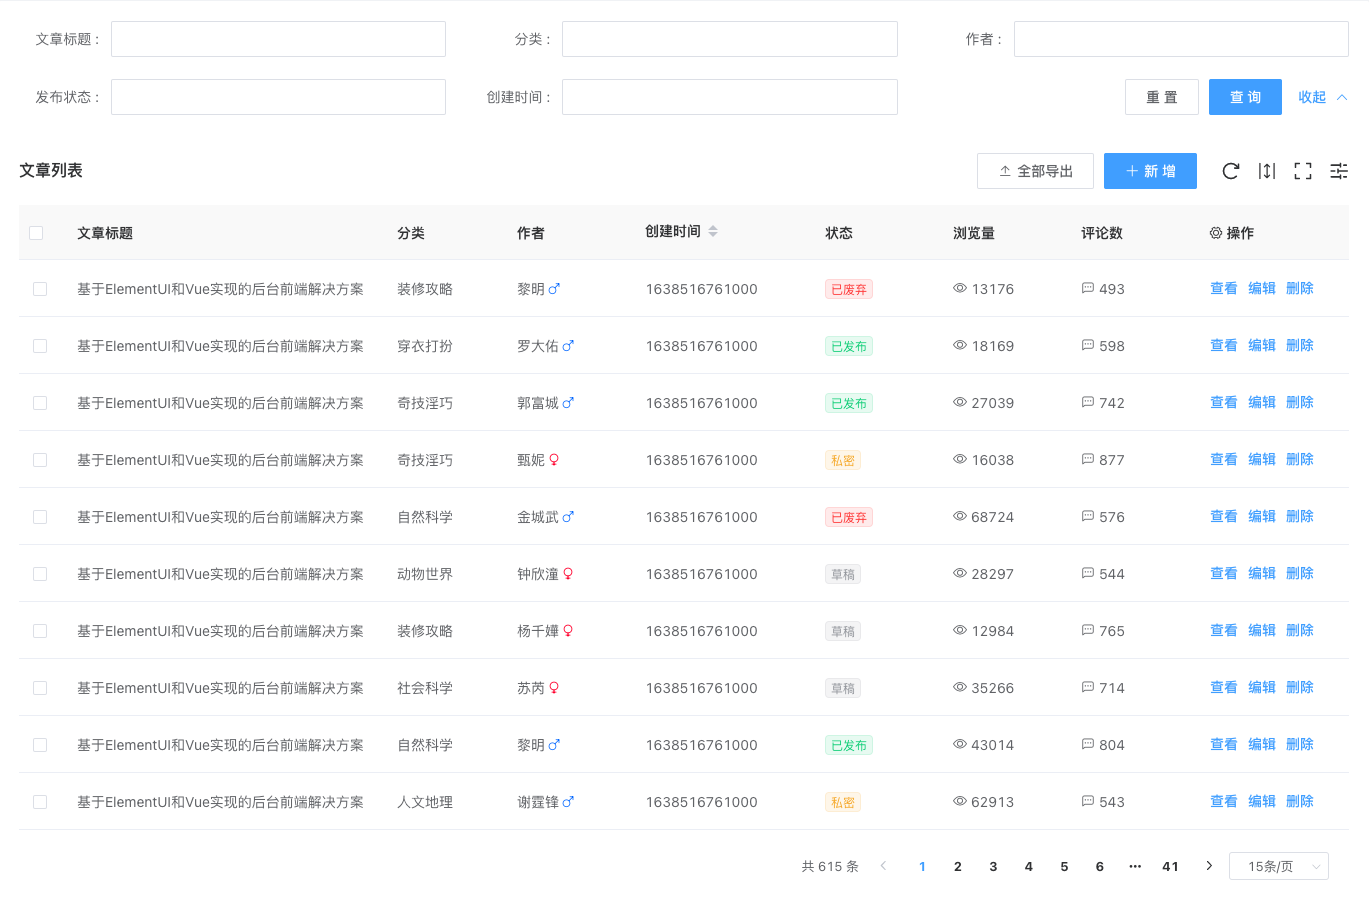 文章标题 : 分类 : 作者 :
发布状态 : 创建时间 : 重 置 查 询 收起
文章列表 全部导出 新 增
文章标题 分类 作者 创建时间 状态 浏览量 评论数 操作
基于ElementUI和Vue实现的后台前端解决方案 装修攻略 黎明 1638516761000 已废弃 13176 493 查看 编辑 删除
基于ElementUI和Vue实现的后台前端解决方案 穿衣打扮 罗大佑 1638516761000 已发布 18169 598 查看 编辑 删除
基于ElementUI和Vue实现的后台前端解决方案 奇技淫巧 郭富城 1638516761000 已发布 27039 742 查看 编辑 删除
基于ElementUI和Vue实现的后台前端解决方案 奇技淫巧 甄妮 1638516761000 私密 16038 877 查看 编辑 删除
基于ElementUI和Vue实现的后台前端解决方案 自然科学 金城武 1638516761000 已废弃 68724 576 查看 编辑 删除
基于ElementUI和Vue实现的后台前端解决方案 动物世界 钟欣潼 1638516761000 草稿 28297 544 查看 编辑 删除
基于ElementUI和Vue实现的后台前端解决方案 装修攻略 杨千嬅 1638516761000 草稿 12984 765 查看 编辑 删除
基于ElementUI和Vue实现的后台前端解决方案 社会科学 苏芮 1638516761000 草稿 35266 714 查看 编辑 删除
基于ElementUI和Vue实现的后台前端解决方案 自然科学 黎明 1638516761000 已发布 43014 804 查看 编辑 删除
基于ElementUI和Vue实现的后台前端解决方案 人文地理 谢霆锋 1638516761000 私密 62913 543 查看 编辑 删除
共 615 条 1 2 3 4 5 6 ••• 41 15条/页